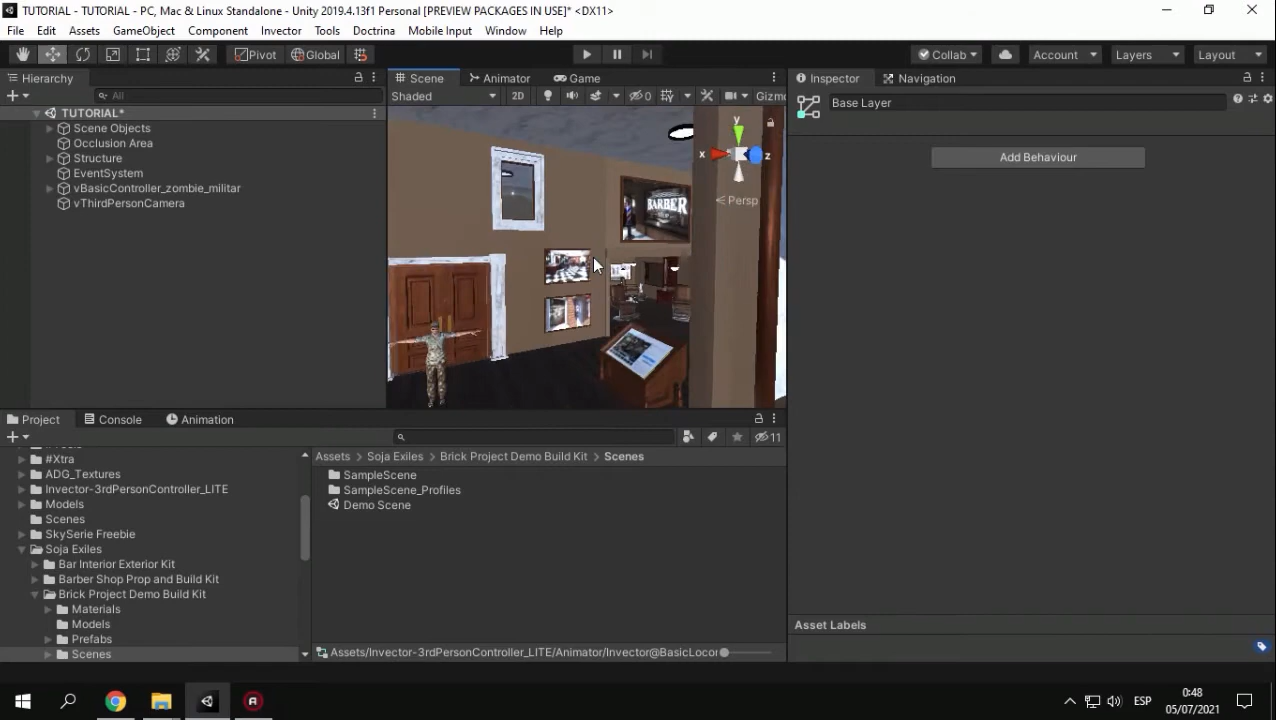 TUTORIAL - TUTORIAL - PC, Mac & Linux Standalone - Unity 2019.4.13f1 Personal [PREVIEW PACKAGES IN USE]* <DX11>
File Edit Assets GameObject Component Invector Tools Doctrina Mobile Input Window Help
Pivot Global Collab Account Layers Layout
Hierarchy
All
TUTORIAL*
Scene Objects
Occlusion Area
Structure
EventSystem
vBasicController_zombie_militar
vThirdPersonCamera
Scene Animator Game
Shaded 2D 0 Gizmo
y
x z
Persp
BARBER
Inspector Navigation
Base Layer
Add Behaviour
Project Console Animation
11
#Xtra
ADG_Textures
Invector-3rdPersonController_LITE
Models
Scenes
SkySerie Freebie
Soja Exiles
Bar Interior Exterior Kit
Barber Shop Prop and Build Kit
Brick Project Demo Build Kit
Materials
Models
Prefabs
Scenes
Assets > Soja Exiles > Brick Project Demo Build Kit > Scenes
SampleScene
SampleScene_Profiles
Demo Scene
Assets/Invector-3rdPersonController_LITE/Animator/Invector@BasicLocor
Asset Labels
ESP
0:48
05/07/2021